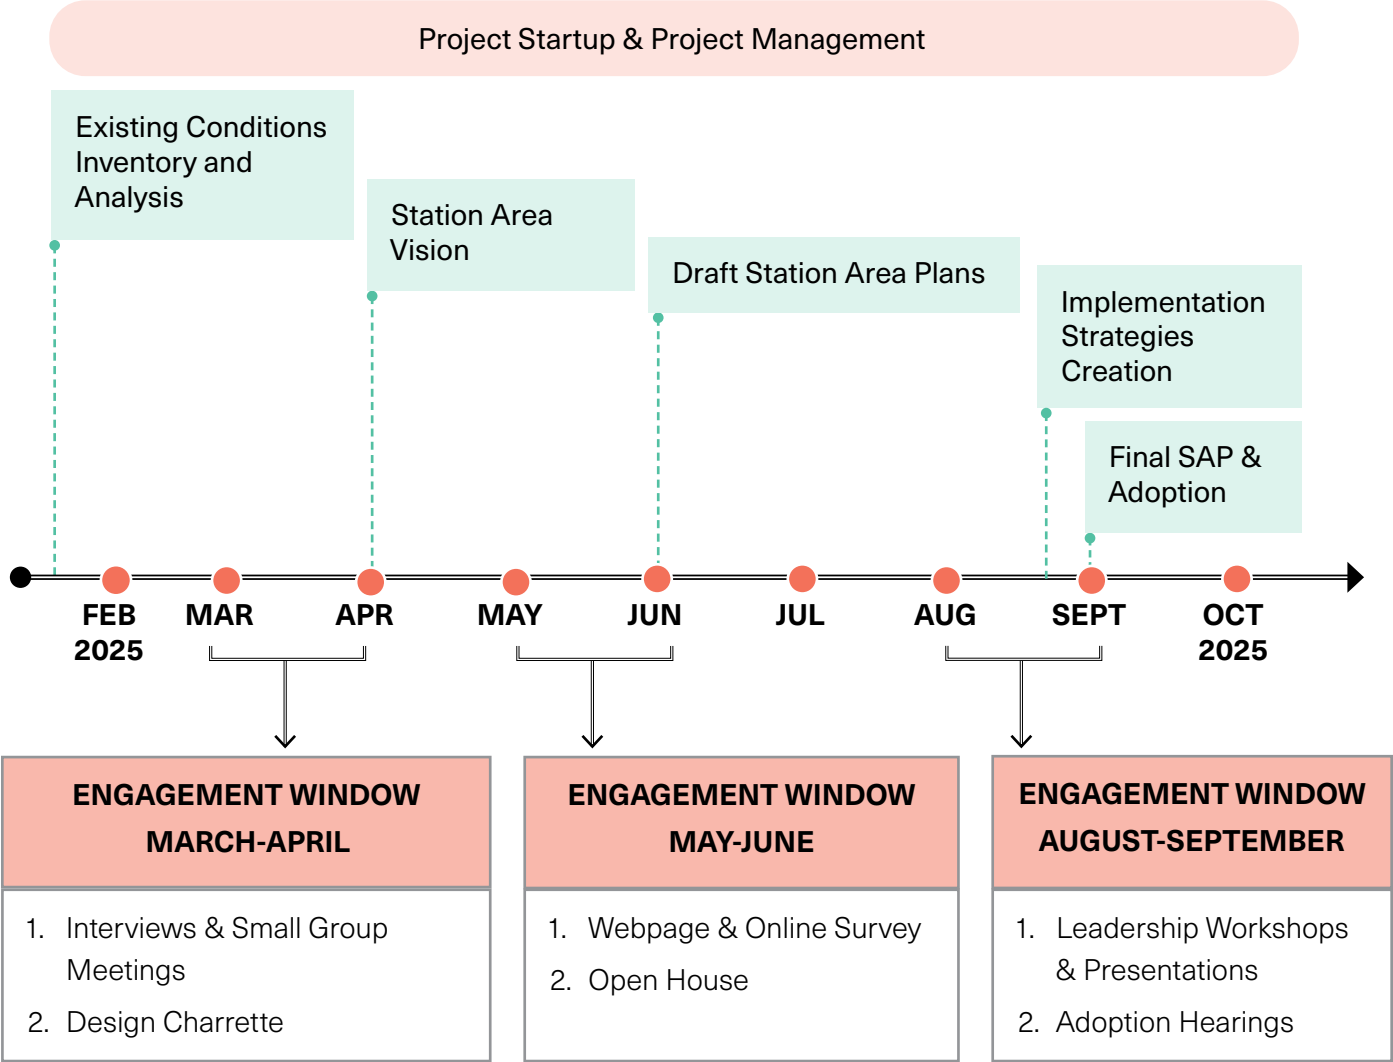 Project Startup & Project Management
Existing Conditions
Inventory and
Analysis
Station Area
Vision
Draft Station Area Plans
Implementation
Strategies
Creation
Final SAP &
Adoption
FEB
2025
MAR
APR
MAY
JUN
JUL
AUG
SEPT
OCT
2025
ENGAGEMENT WINDOW
MARCH-APRIL
1. Interviews & Small Group
Meetings
2. Design Charrette
ENGAGEMENT WINDOW
MAY-JUNE
1. Webpage & Online Survey
2. Open House
ENGAGEMENT WINDOW
AUGUST-SEPTEMBER
1. Leadership Workshops
& Presentations
2. Adoption Hearings